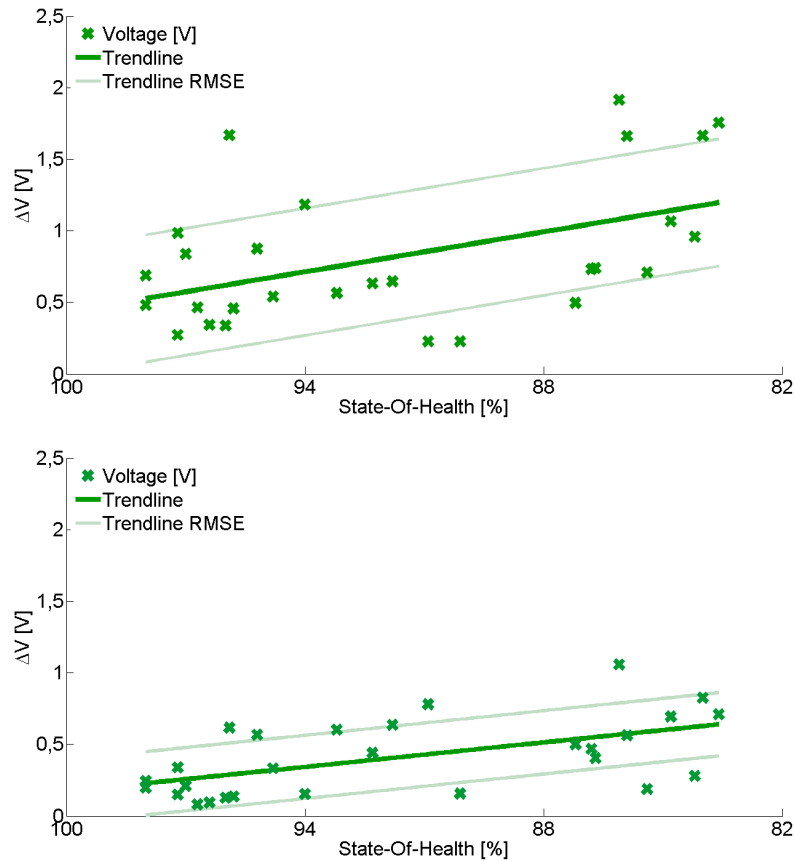 2,5
Voltage [V]
2
Trendline
Trendline RMSE
1,5
ΔV [V]
1
0,5
0
100
94
88
82
State-Of-Health [%]
2,5
Voltage [V]
2
Trendline
Trendline RMSE
1,5
ΔV [V]
1
0,5
0
100
94
88
82
State-Of-Health [%]